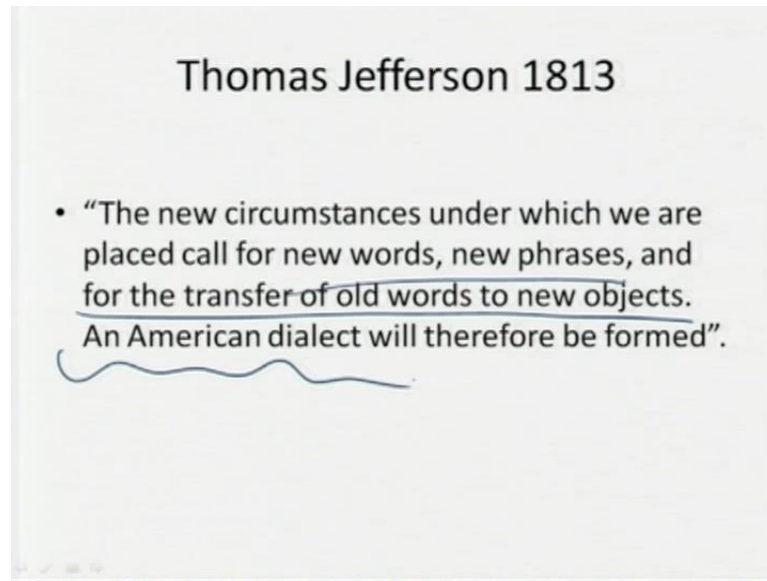 Thomas Jefferson 1813
• “The new circumstances under which we are
placed call for new words, new phrases, and
for the transfer of old words to new objects.
An American dialect will therefore be formed”.